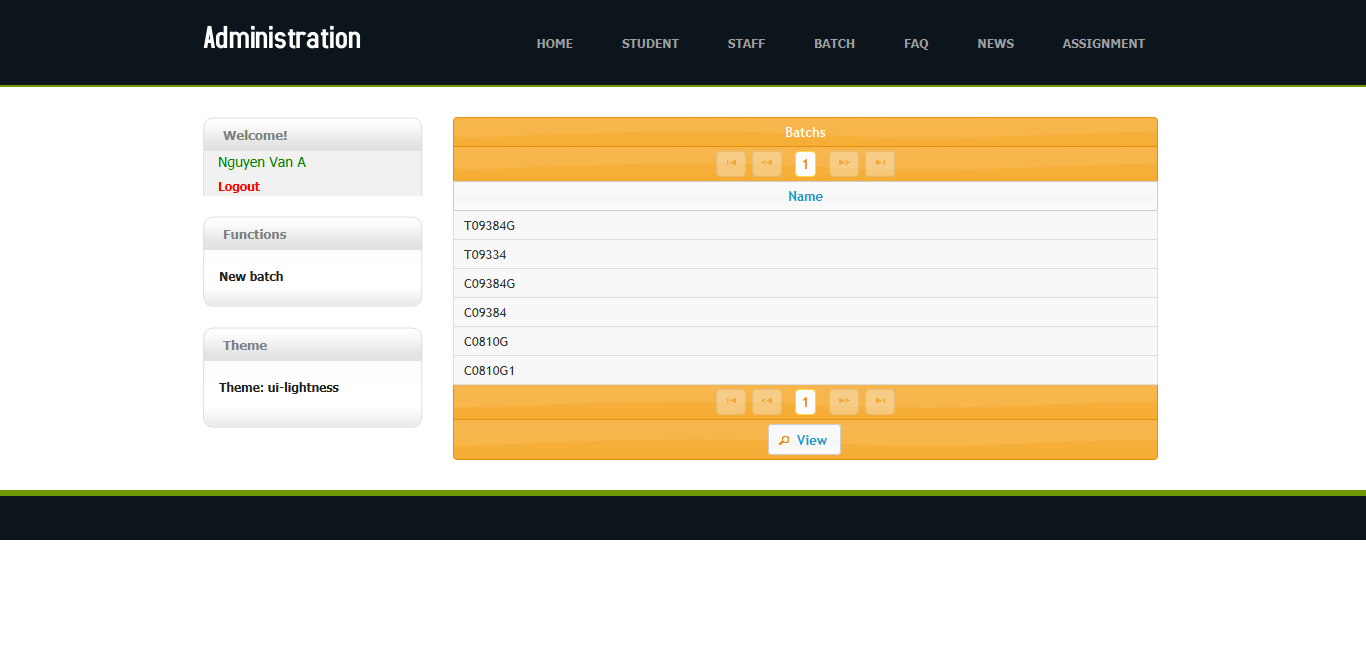 Administration
HOME STUDENT STAFF BATCH FAQ NEWS ASSIGNMENT
Welcome!
Nguyen Van A
Logout
Functions
New batch
Theme
Theme: ui-lightness
Batchs
1
Name
T09384G
T09334
C09384G
C09384
C0810G
C0810G1
1
View